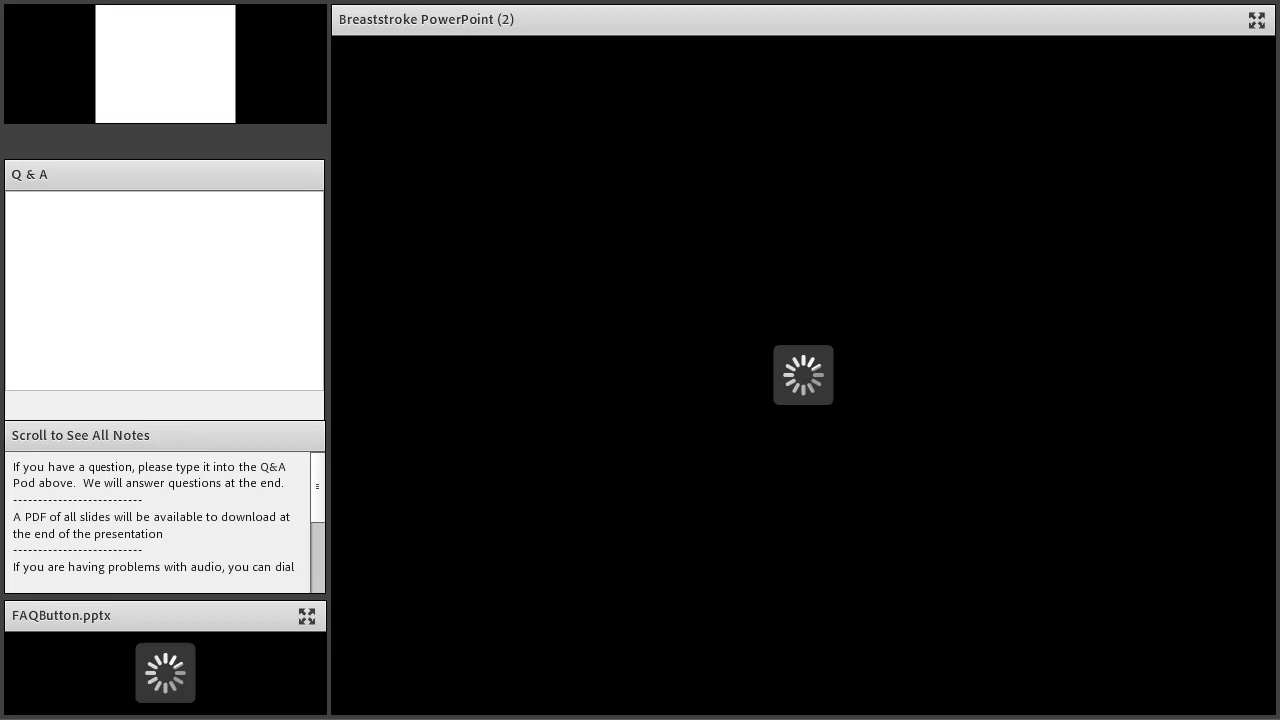 Breaststroke PowerPoint (2)
Q & A
Scroll to See All Notes
If you have a question, please type it into the Q&A
Pod above.  We will answer questions at the end.
--------------------------
A PDF of all slides will be available to download at
the end of the presentation
--------------------------
If you are having problems with audio, you can dial
FAQButton.pptx